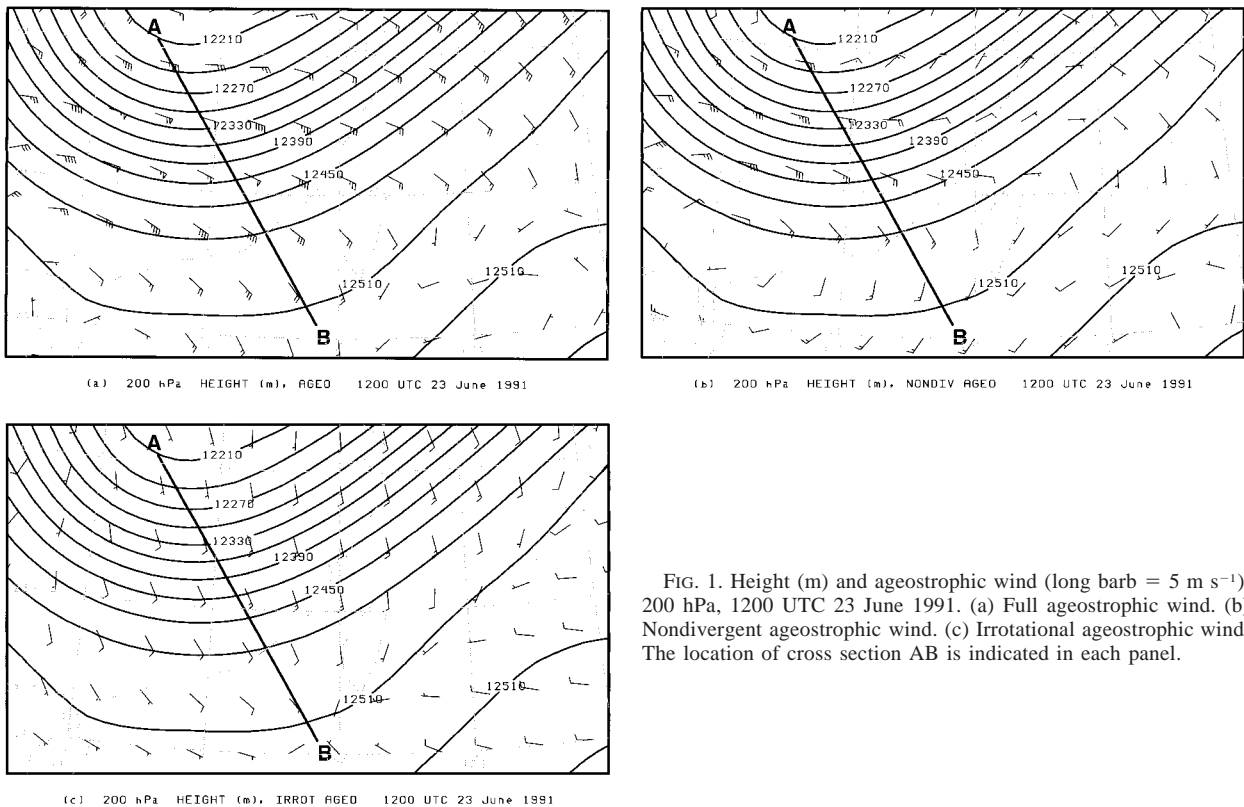 A
12210
12270
12330
12390
12450
12510
12510
B
(a) 200 hPa HEIGHT (m), AGEO 1200 UTC 23 June 1991
A
12210
12270
12330
12390
12450
12510
12510
B
(b) 200 hPa HEIGHT (m), NONDIV AGEO 1200 UTC 23 June 1991
A
12210
12270
12330
12390
12450
12510
12510
B
(c) 200 hPa HEIGHT (m), IRROT AGEO 1200 UTC 23 June 1991
FIG. 1. Height (m) and ageostrophic wind (long barb = 5 m s⁻¹)
200 hPa, 1200 UTC 23 June 1991. (a) Full ageostrophic wind. (b)
Nondivergent ageostrophic wind. (c) Irrotational ageostrophic wind
The location of cross section AB is indicated in each panel.